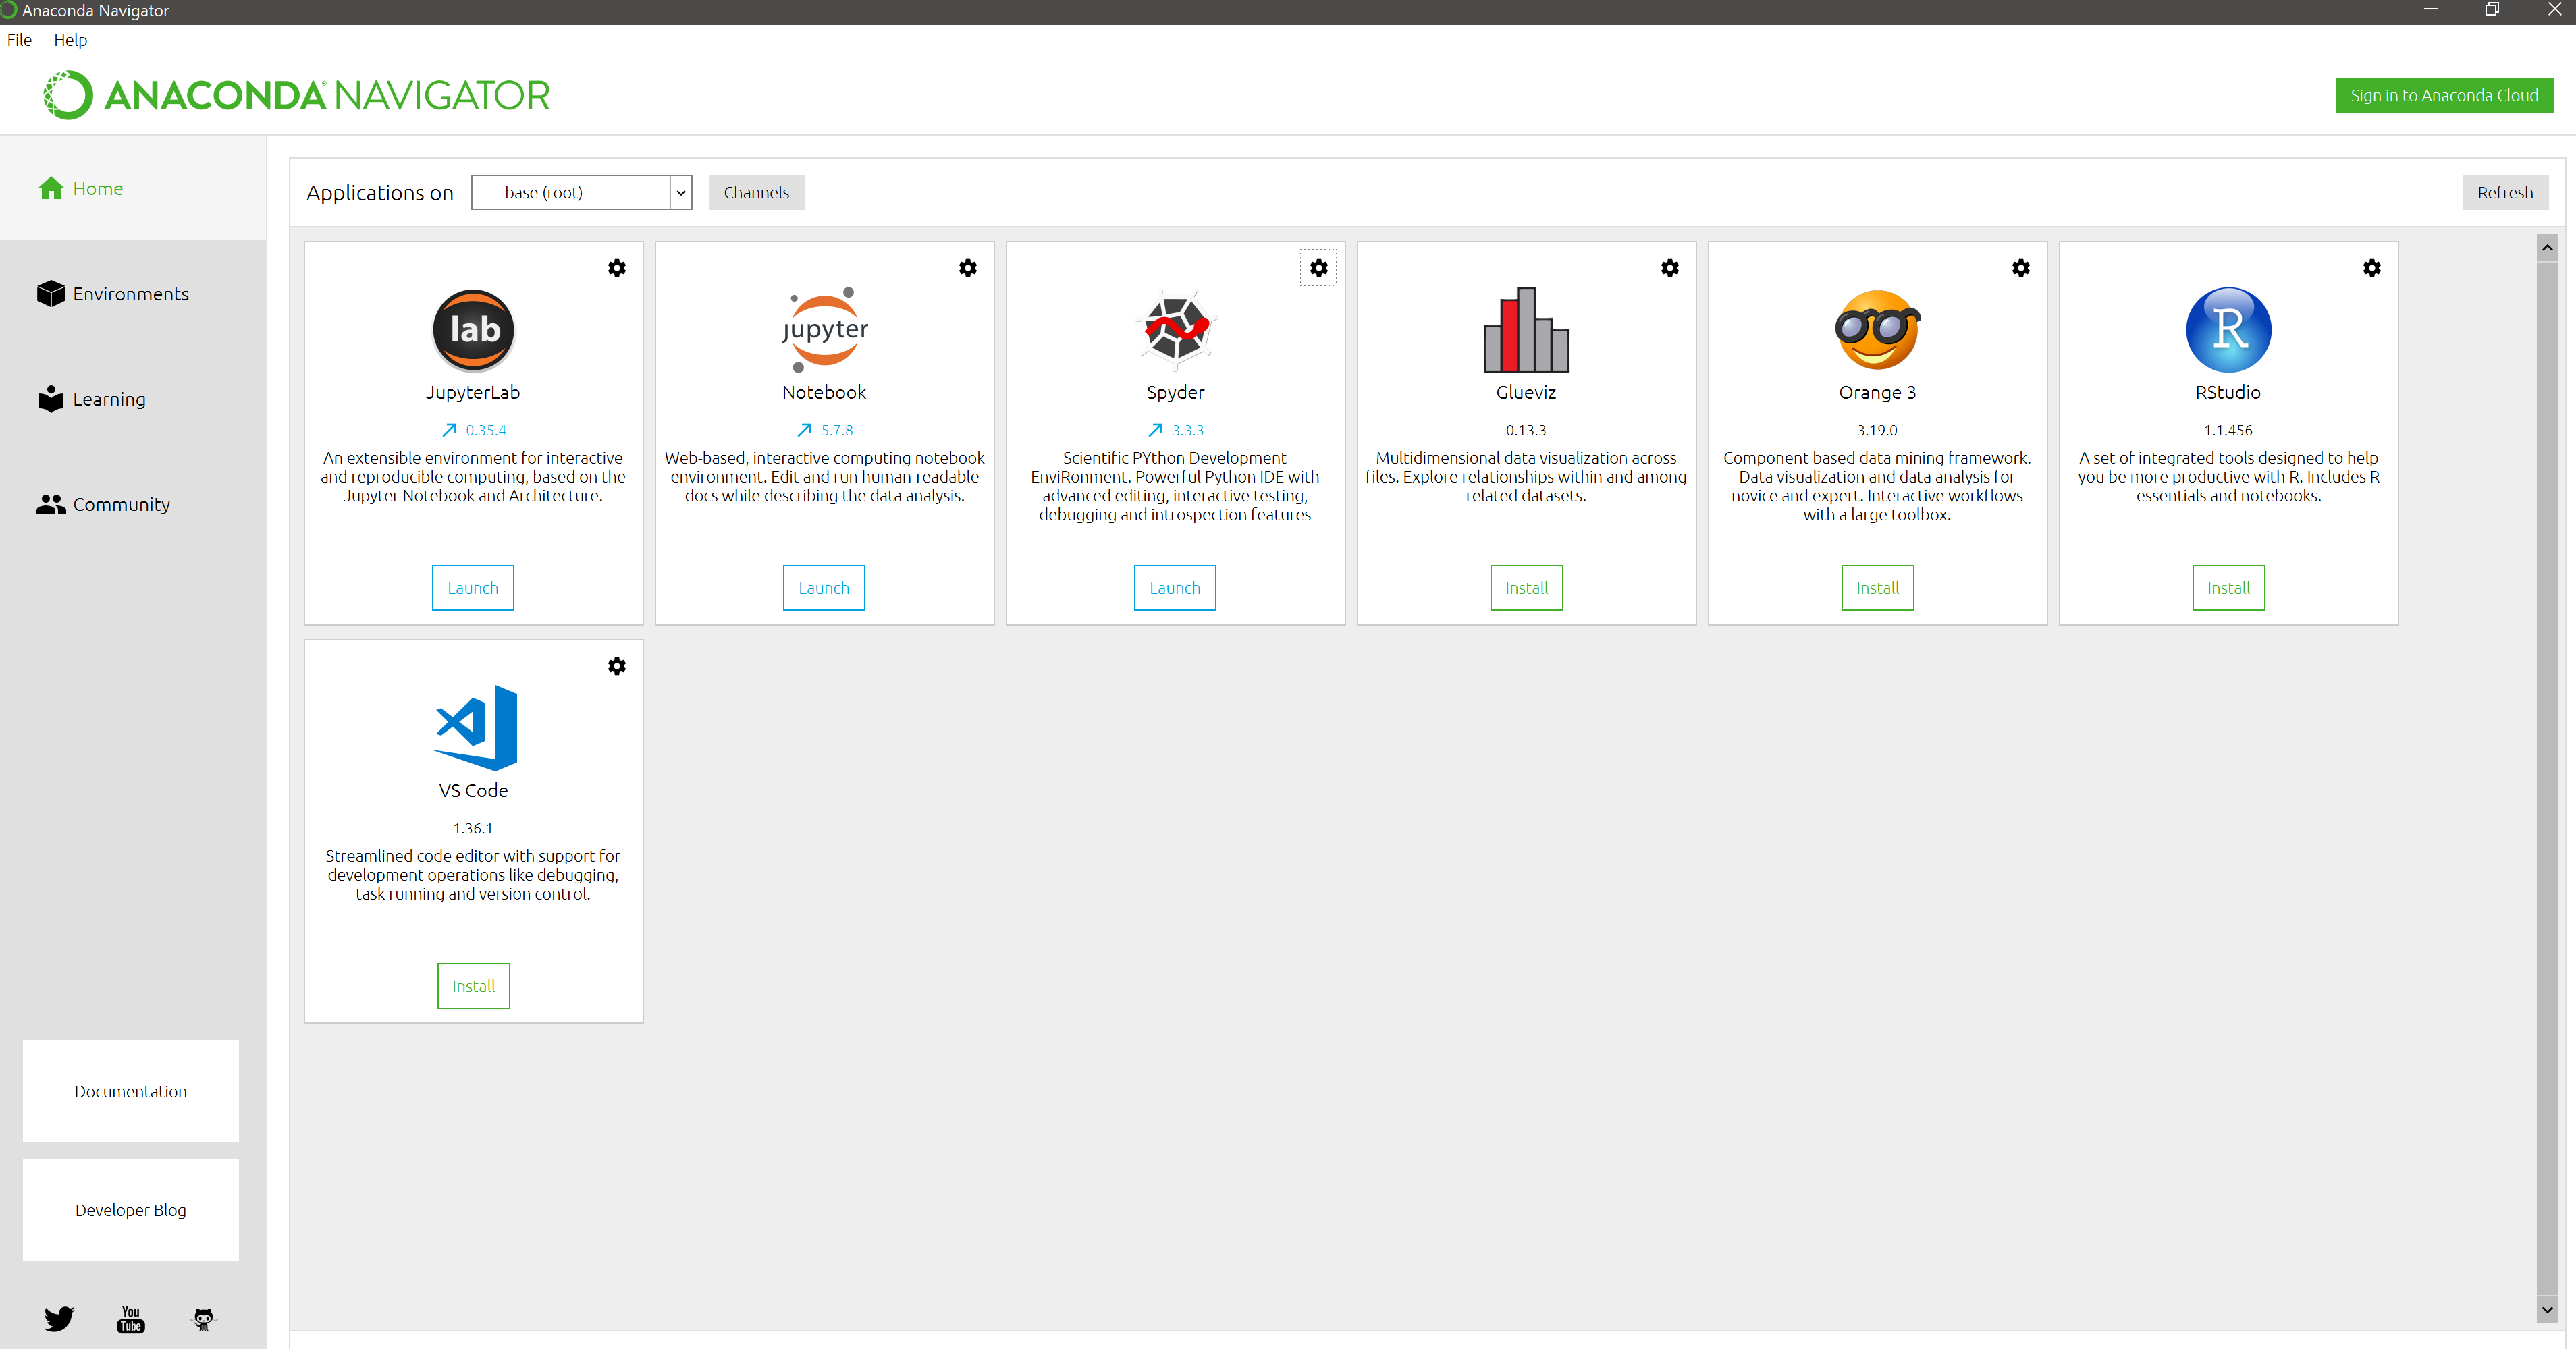 Anaconda Navigator
File Help
ANACONDA NAVIGATOR
Sign in to Anaconda Cloud
Home
Environments
Learning
Community
Documentation
Developer Blog
You
Tube
Applications on base (root) Channels Refresh
lab
JupyterLab
0.35.4
An extensible environment for interactive
and reproducible computing, based on the
Jupyter Notebook and Architecture.
Launch
jupyter
Notebook
5.7.8
Web-based, interactive computing notebook
environment. Edit and run human-readable
docs while describing the data analysis.
Launch
Spyder
3.3.3
Scientific PYthon Development
EnviRonment. Powerful Python IDE with
advanced editing, interactive testing,
debugging and introspection features
Launch
Glueviz
0.13.3
Multidimensional data visualization across
files. Explore relationships within and among
related datasets.
Install
Orange 3
3.19.0
Component based data mining framework.
Data visualization and data analysis for
novice and expert. Interactive workflows
with a large toolbox.
Install
R
RStudio
1.1.456
A set of integrated tools designed to help
you be more productive with R. Includes R
essentials and notebooks.
Install
VS Code
1.36.1
Streamlined code editor with support for
development operations like debugging,
task running and version control.
Install